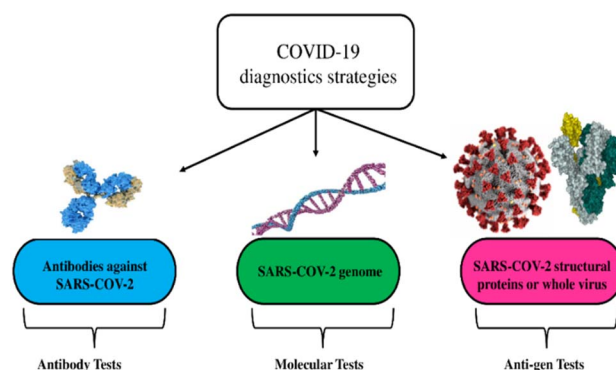 COVID-19
diagnostics strategies
Antibodies against
SARS-COV-2
SARS-COV-2 genome
SARS-COV-2 structural
proteins or whole virus
Antibody Tests
Molecular Tests
Anti-gen Tests